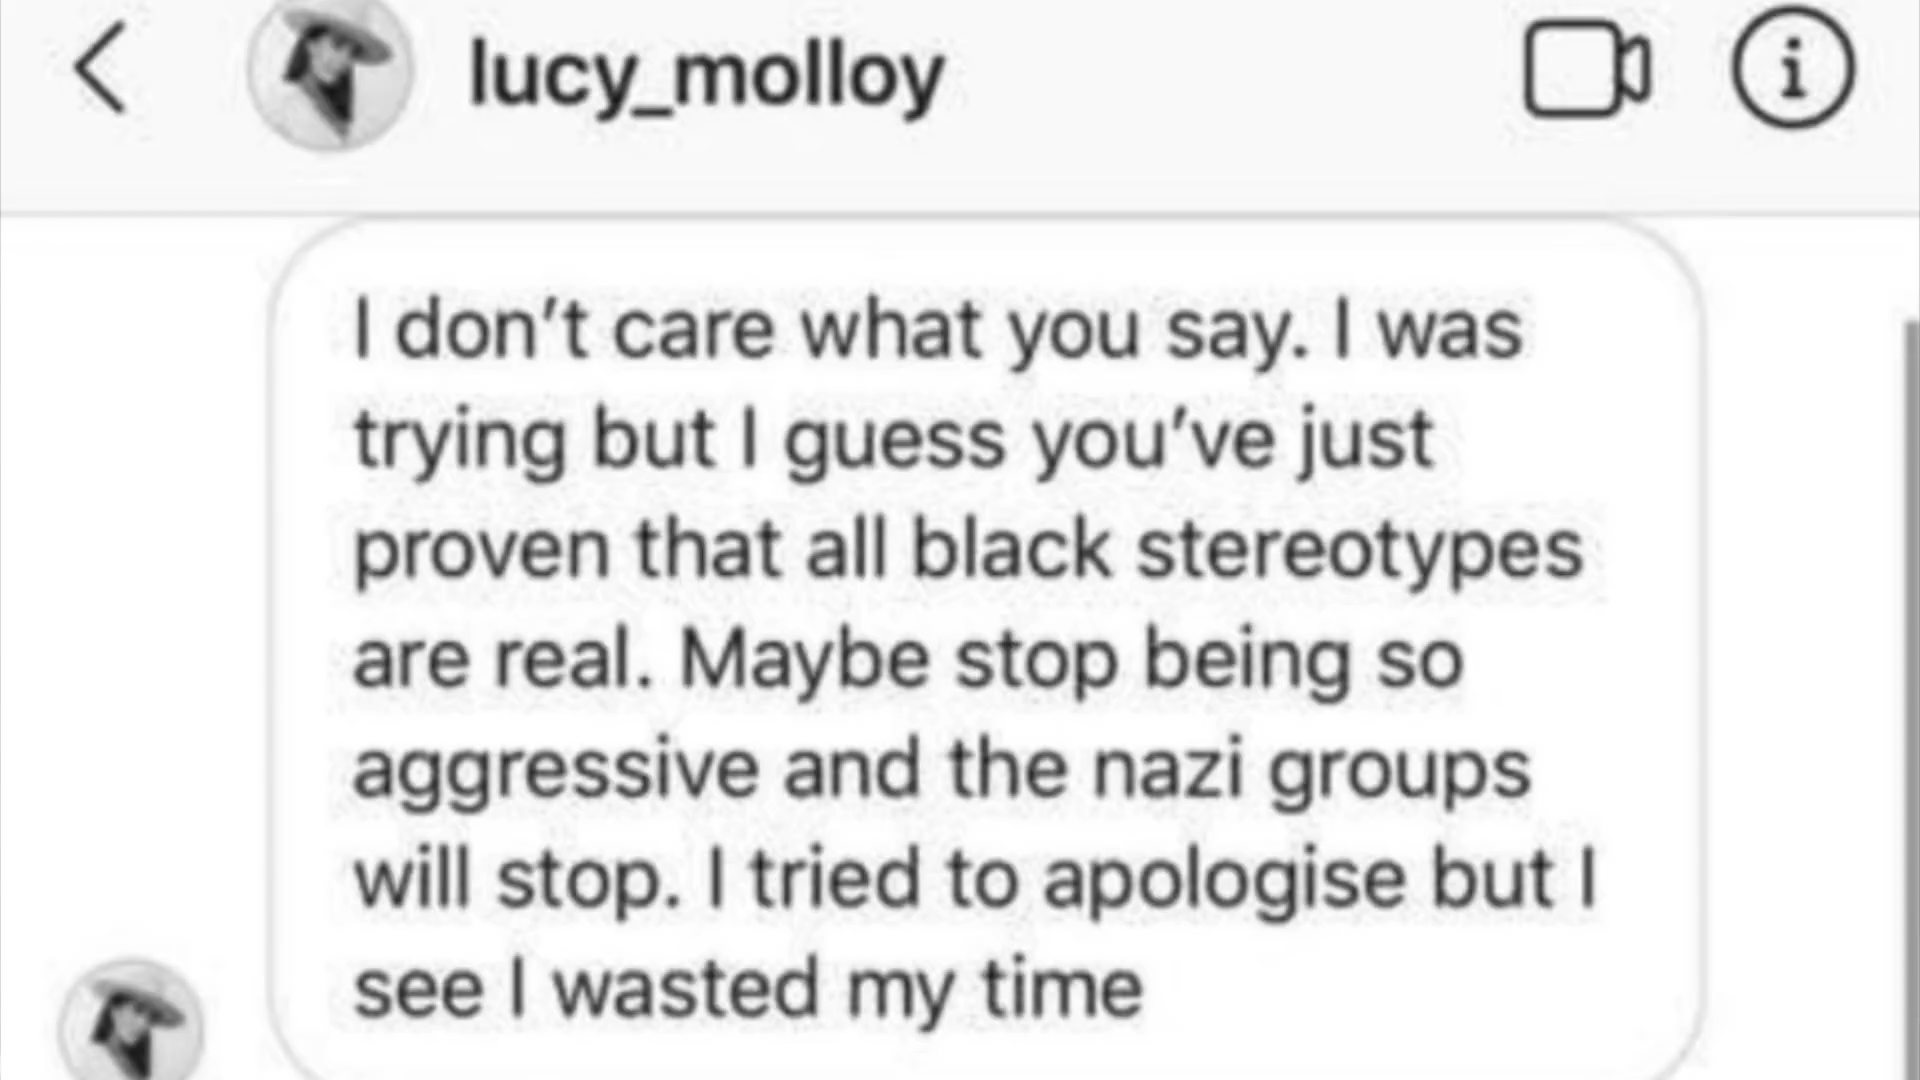 lucy_molloy
I don't care what you say. I was
trying but I guess you've just
proven that all black stereotypes
are real. Maybe stop being so
aggressive and the nazi groups
will stop. I tried to apologise but I
see I wasted my time